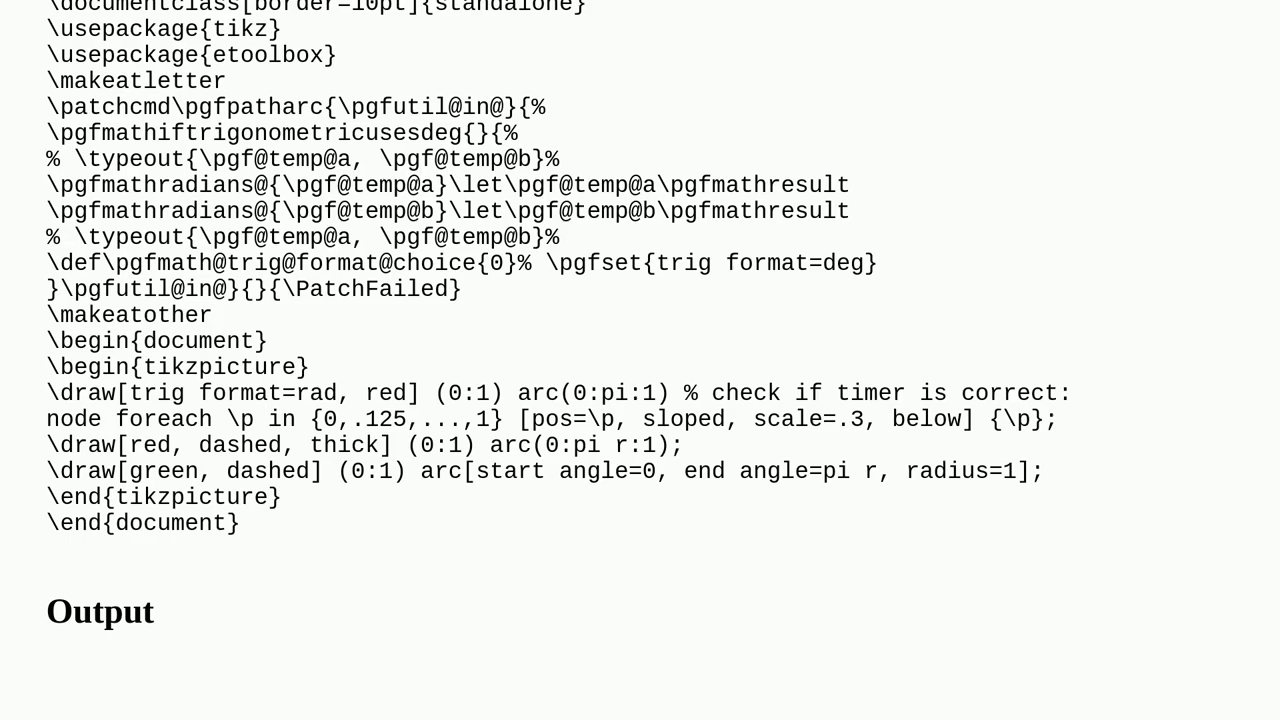 \documentclass[border=10pt]{standalone}
\usepackage{tikz}
\usepackage{etoolbox}
\makeatletter
\patchcmd\pgfpatharc{\pgfutil@in@}{%
\pgfmathiftrigonometricusesdeg{}{%
% \typeout{\pgf@temp@a, \pgf@temp@b}%
\pgfmathradians@{\pgf@temp@a}\let\pgf@temp@a\pgfmathresult
\pgfmathradians@{\pgf@temp@b}\let\pgf@temp@b\pgfmathresult
% \typeout{\pgf@temp@a, \pgf@temp@b}%
\def\pgfmath@trig@format@choice{0}% \pgfset{trig format=deg}
}\pgfutil@in@}{}{\PatchFailed}
\makeatother
\begin{document}
\begin{tikzpicture}
\draw[trig format=rad, red] (0:1) arc(0:pi:1) % check if timer is correct:
node foreach \p in {0,.125,...,1} [pos=\p, sloped, scale=.3, below] {\p};
\draw[red, dashed, thick] (0:1) arc(0:pi r:1);
\draw[green, dashed] (0:1) arc[start angle=0, end angle=pi r, radius=1];
\end{tikzpicture}
\end{document}
Output